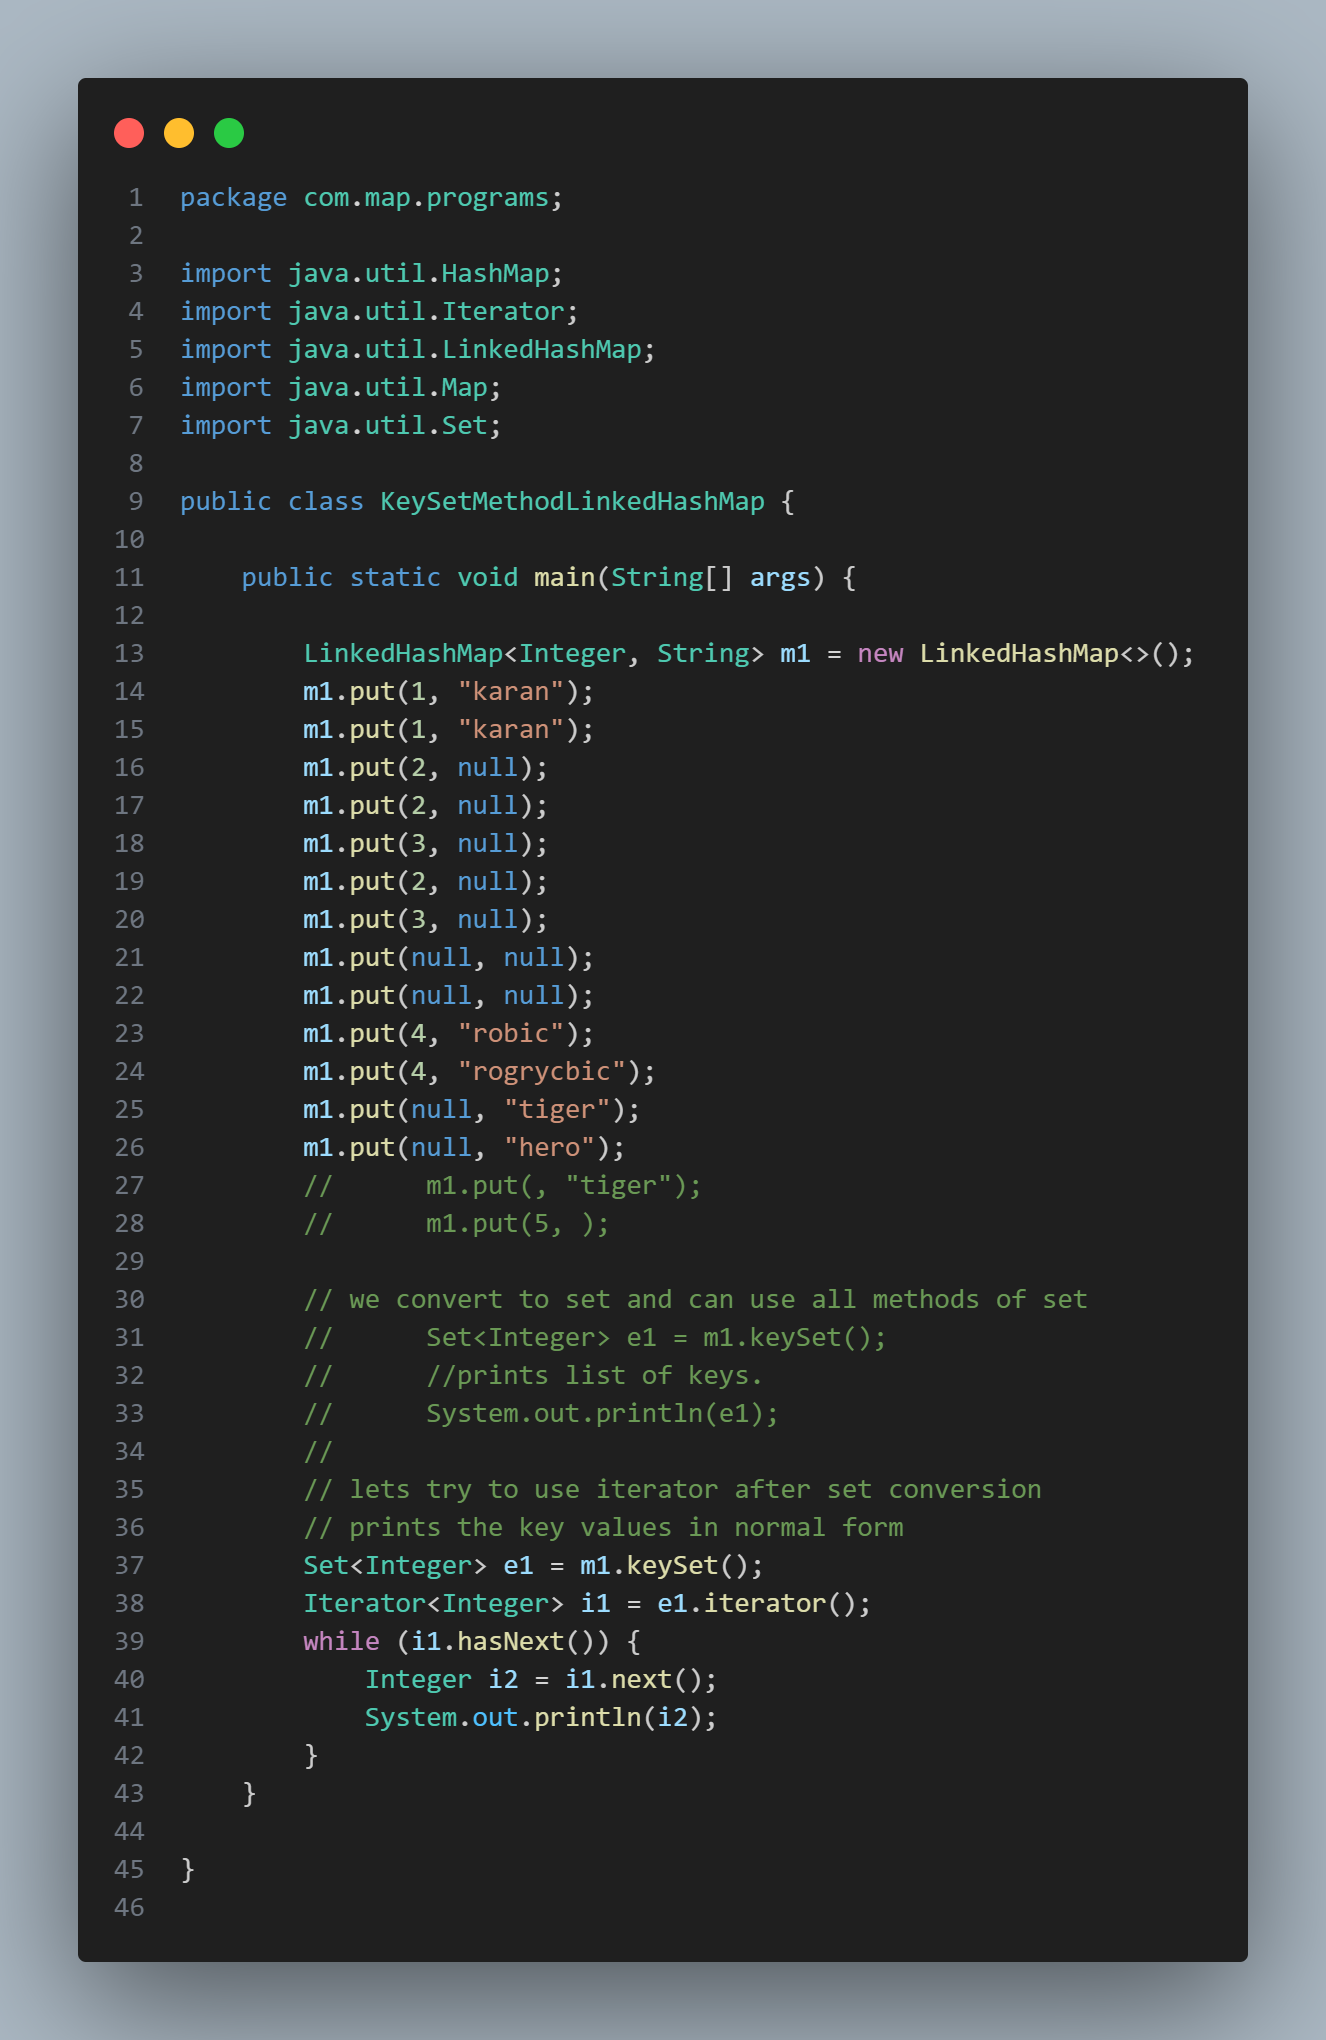 1 package com.map.programs;
2
3 import java.util.HashMap;
4 import java.util.Iterator;
5 import java.util.LinkedHashMap;
6 import java.util.Map;
7 import java.util.Set;
8
9 public class KeySetMethodLinkedHashMap {
10
11     public static void main(String[] args) {
12
13         LinkedHashMap<Integer, String> m1 = new LinkedHashMap<>();
14         m1.put(1, "karan");
15         m1.put(1, "karan");
16         m1.put(2, null);
17         m1.put(2, null);
18         m1.put(3, null);
19         m1.put(2, null);
20         m1.put(3, null);
21         m1.put(null, null);
22         m1.put(null, null);
23         m1.put(4, "robic");
24         m1.put(4, "rogrycbic");
25         m1.put(null, "tiger");
26         m1.put(null, "hero");
27         //      m1.put(, "tiger");
28         //      m1.put(5, );
29
30         // we convert to set and can use all methods of set
31         //      Set<Integer> e1 = m1.keySet();
32         //      //prints list of keys.
33         //      System.out.println(e1);
34         //
35         // lets try to use iterator after set conversion
36         // prints the key values in normal form
37         Set<Integer> e1 = m1.keySet();
38         Iterator<Integer> i1 = e1.iterator();
39         while (i1.hasNext()) {
40             Integer i2 = i1.next();
41             System.out.println(i2);
42         }
43     }
44
45 }
46